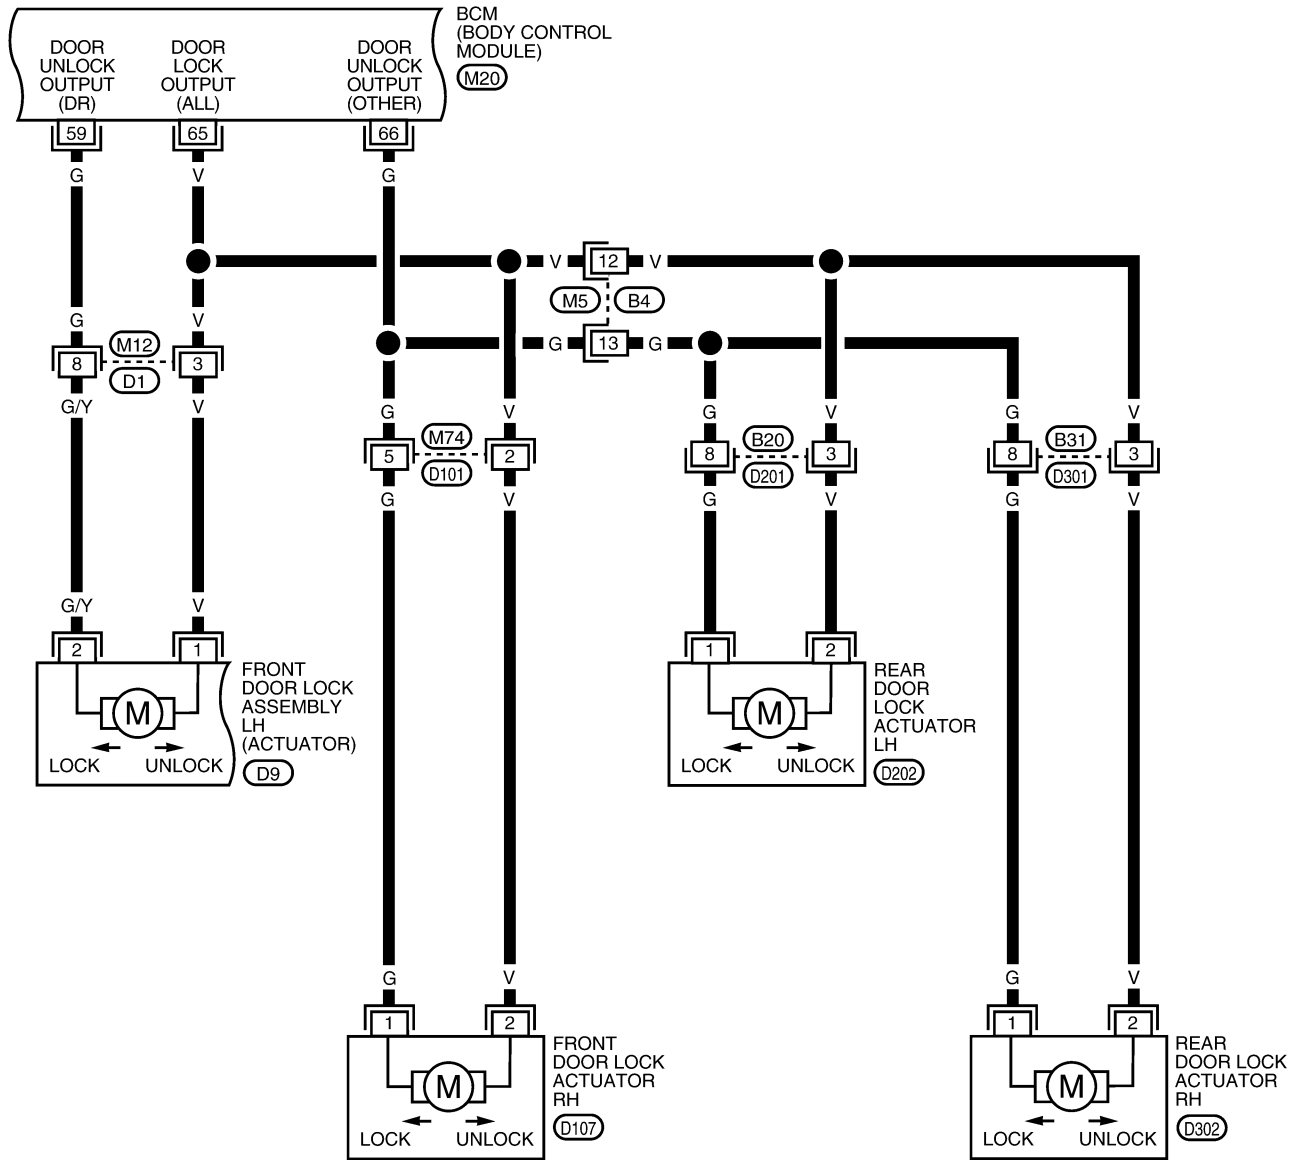 BCM
(BODY CONTROL
MODULE)
M20
DOOR
UNLOCK
OUTPUT
(DR)
DOOR
LOCK
OUTPUT
(ALL)
DOOR
UNLOCK
OUTPUT
(OTHER)
59
65
66
G
V
G
V
12
V
M5
B4
G
13
G
G
V
8
M12
D1
3
G/Y
V
G
V
G
V
G
V
5
M74
D101
2
8
B20
D201
3
8
B31
D301
3
G
V
G
V
G
V
G/Y
V
2
1
FRONT
DOOR LOCK
ASSEMBLY
LH
(ACTUATOR)
D9
M
LOCK
UNLOCK
1
2
REAR
DOOR
LOCK
ACTUATOR
LH
D202
M
LOCK
UNLOCK
G
V
1
2
FRONT
DOOR LOCK
ACTUATOR
RH
D107
M
LOCK
UNLOCK
G
V
1
2
REAR
DOOR LOCK
ACTUATOR
RH
D302
M
LOCK
UNLOCK